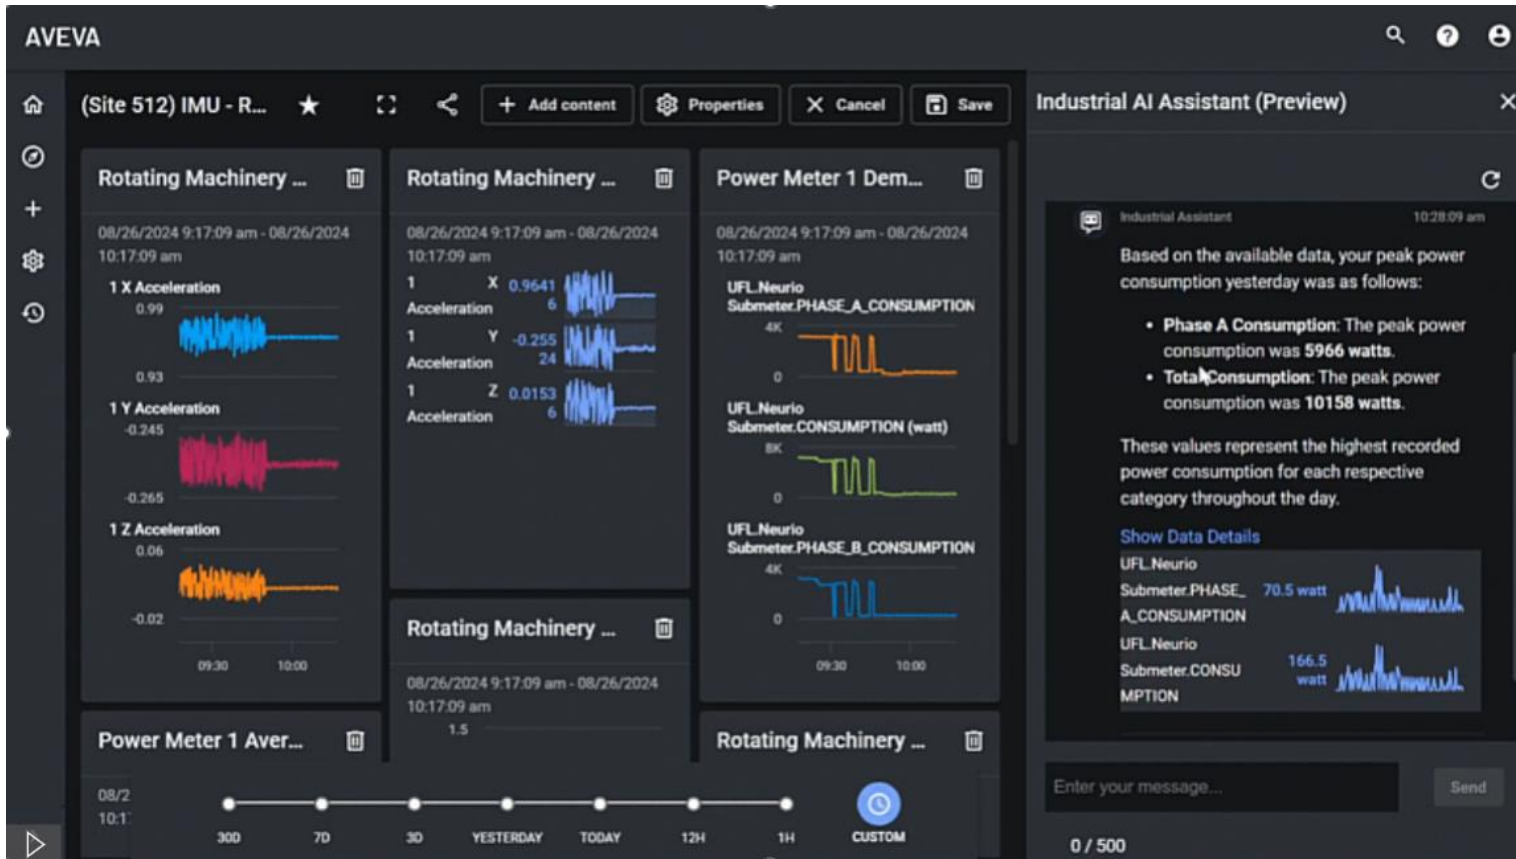 AVEVA
(Site 512) IMU - R...
Add content
Properties
Cancel
Save
Industrial AI Assistant (Preview)
Rotating Machinery ...
08/26/2024 9:17:09 am - 08/26/2024
10:17:09 am
1 X Acceleration
0.99
0.93
1 Y Acceleration
-0.245
-0.265
1 Z Acceleration
0.06
-0.02
09:30 10:00
Rotating Machinery ...
08/26/2024 9:17:09 am - 08/26/2024
10:17:09 am
1 X 0.9641
Acceleration 6
1 Y -0.255
Acceleration 24
1 Z 0.0153
Acceleration 6
Power Meter 1 Dem...
08/26/2024 9:17:09 am - 08/26/2024
10:17:09 am
UFL.Neurio
Submeter.PHASE_A_CONSUMPTION
4K
0
UFL.Neurio
Submeter.CONSUMPTION (watt)
8K
0
UFL.Neurio
Submeter.PHASE_B_CONSUMPTION
4K
0
09:30 10:00
Rotating Machinery ...
08/26/2024 9:17:09 am - 08/26/2024
10:17:09 am
1.5
Power Meter 1 Aver...
08/2
10:1
Rotating Machinery ...
30D 7D 3D YESTERDAY TODAY 12H 1H CUSTOM
Industrial Assistant 10:28:09 am
Based on the available data, your peak power
consumption yesterday was as follows:
• Phase A Consumption: The peak power
consumption was 5966 watts.
• Total Consumption: The peak power
consumption was 10158 watts.
These values represent the highest recorded
power consumption for each respective
category throughout the day.
Show Data Details
UFL.Neurio
Submeter.PHASE_ 70.5 watt
A_CONSUMPTION
UFL.Neurio
Submeter.CONSU 166.5
MPTION watt
Enter your message...
Send
0 / 500